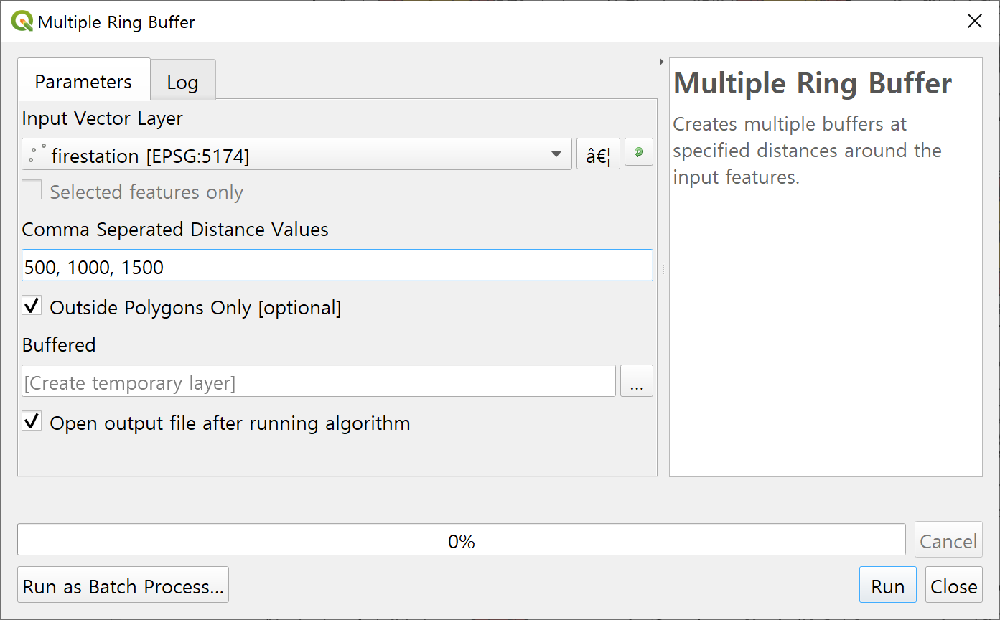 Multiple Ring Buffer
Parameters
Log
Input Vector Layer
firestation [EPSG:5174]
â€¦
Selected features only
Comma Seperated Distance Values
500, 1000, 1500
Outside Polygons Only [optional]
Buffered
[Create temporary layer]
...
Open output file after running algorithm
Multiple Ring Buffer
Creates multiple buffers at
specified distances around the
input features.
0%
Cancel
Run as Batch Process...
Run
Close